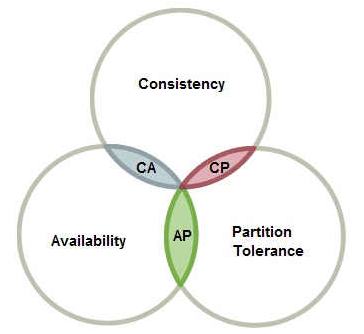 Consistency
CA
CP
Availability
AP
Partition
Tolerance